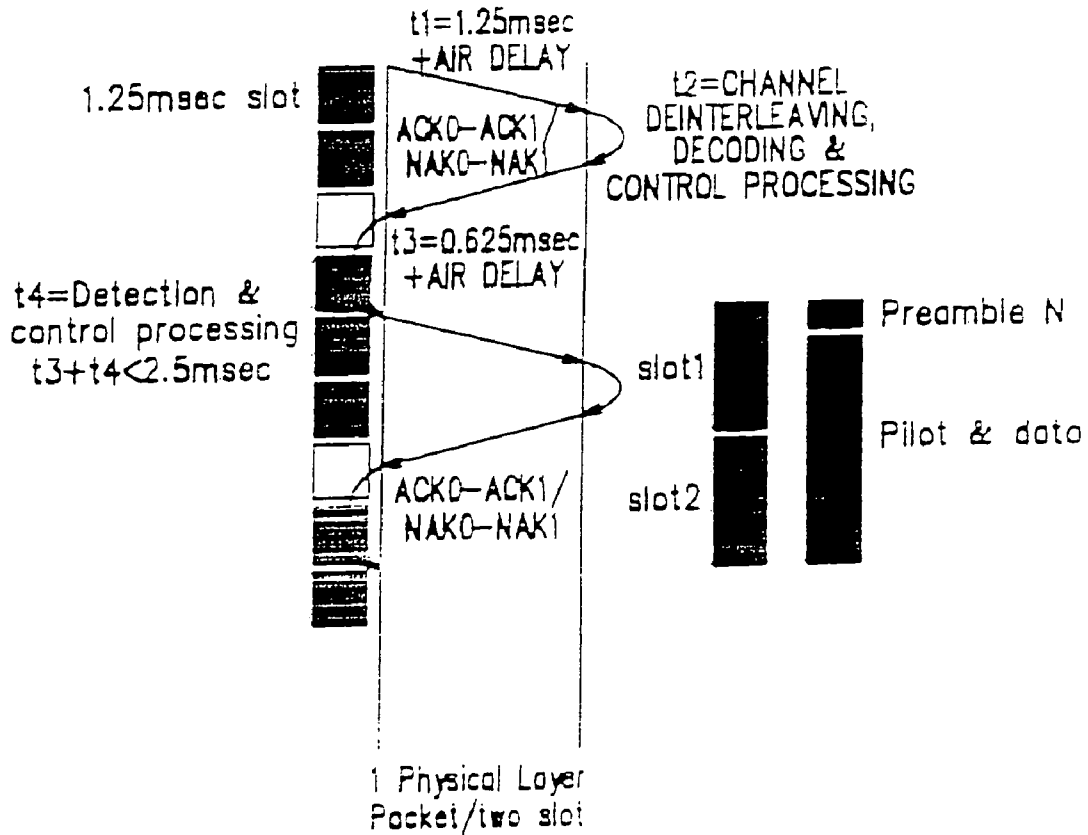 t1=1.25msec
+AIR DELAY
1.25msec slot
t2=CHANNEL
DEINTERLEAVING,
DECODING &
CONTROL PROCESSING
ACK0-ACK1/
NAK0-NAK1
t3=0.625msec
+AIR DELAY
t4=Detection &
control processing
t3+t4<2.5msec
slot1
slot2
Preamble N
Pilot & data
ACK0-ACK1/
NAK0-NAK1
1 Physical Layer
Packet/two slot